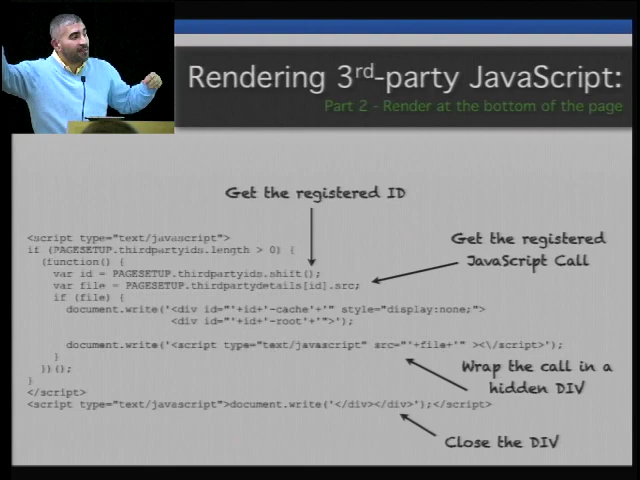 Rendering 3rd-party JavaScript:
Part 2 - Render at the bottom of the page
Get the registered ID
Get the registered
JavaScript Call
<script type="text/javascript">
if (PAGESETUP.thirdpartyids.length > 0) {
(function() {
var id = PAGESETUP.thirdpartyids.shift();
var file = PAGESETUP.thirdpartydetails[id].src;
if (file) {
document.write('<div id="'+id+'-cache'+'" style="display:none;">
<div id="'+id+'-root'+'">');
document.write('<script type="text/javascript" src="'+file+'" ><\/script>');
}
})();
}
</script>
<script type="text/javascript">document.write('</div></div>');</script>
Wrap the call in a
hidden DIV
Close the DIV